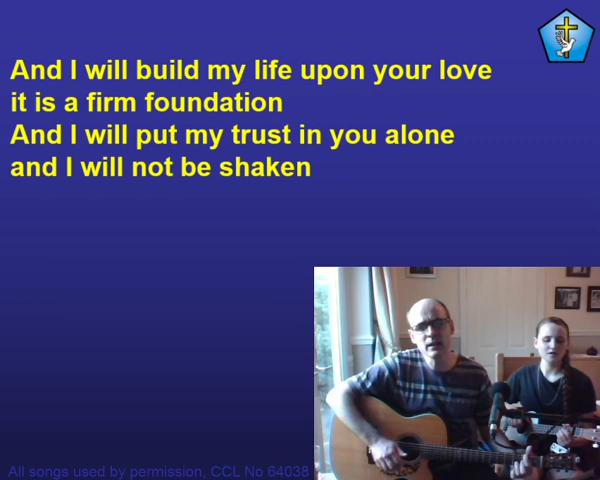 And I will build my life upon your love
it is a firm foundation
And I will put my trust in you alone
and I will not be shaken
All songs used by permission, CCL No 64038